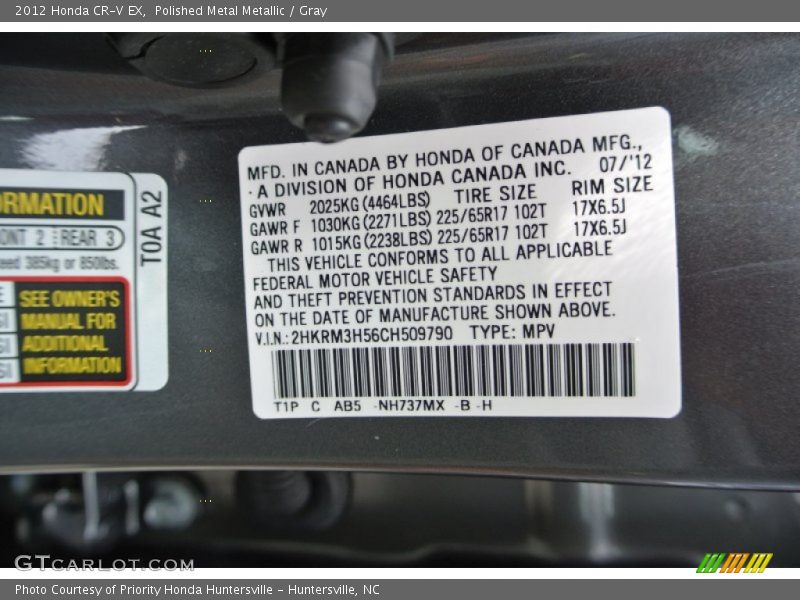 2012 Honda CR-V EX, Polished Metal Metallic / Gray
MFD. IN CANADA BY HONDA OF CANADA MFG.,
A DIVISION OF HONDA CANADA INC. 07/'12
GVWR 2025KG (4464LBS) TIRE SIZE RIM SIZE
GAWR F 1030KG (2271LBS) 225/65R17 102T 17X6.5J
GAWR R 1015KG (2238LBS) 225/65R17 102T 17X6.5J
THIS VEHICLE CONFORMS TO ALL APPLICABLE
FEDERAL MOTOR VEHICLE SAFETY
AND THEFT PREVENTION STANDARDS IN EFFECT
ON THE DATE OF MANUFACTURE SHOWN ABOVE.
V.I.N.: 2HKRM3H56CH509790 TYPE: MPV
T1P C AB5 -NH737MX -B -H
RMATION
ONT 2 REAR 3
eed 385kg or 850lbs.
SEE OWNER'S
MANUAL FOR
ADDITIONAL
INFORMATION
T0A A2
GTCARLOT.COM
Photo Courtesy of Priority Honda Huntersville - Huntersville, NC